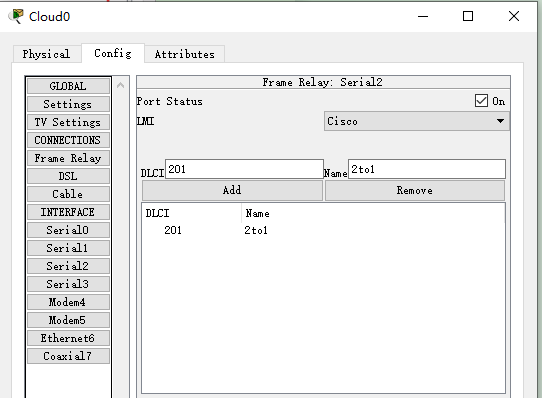 Cloud0
Physical Config Attributes
GLOBAL
Settings
TV Settings
CONNECTIONS
Frame Relay
DSL
Cable
INTERFACE
Serial0
Serial1
Serial2
Serial3
Modem4
Modem5
Ethernet6
Coaxial7
Frame Relay: Serial2
Port Status On
LMI Cisco
DLCI 201 Name 2to1
Add Remove
DLCI Name
201 2to1